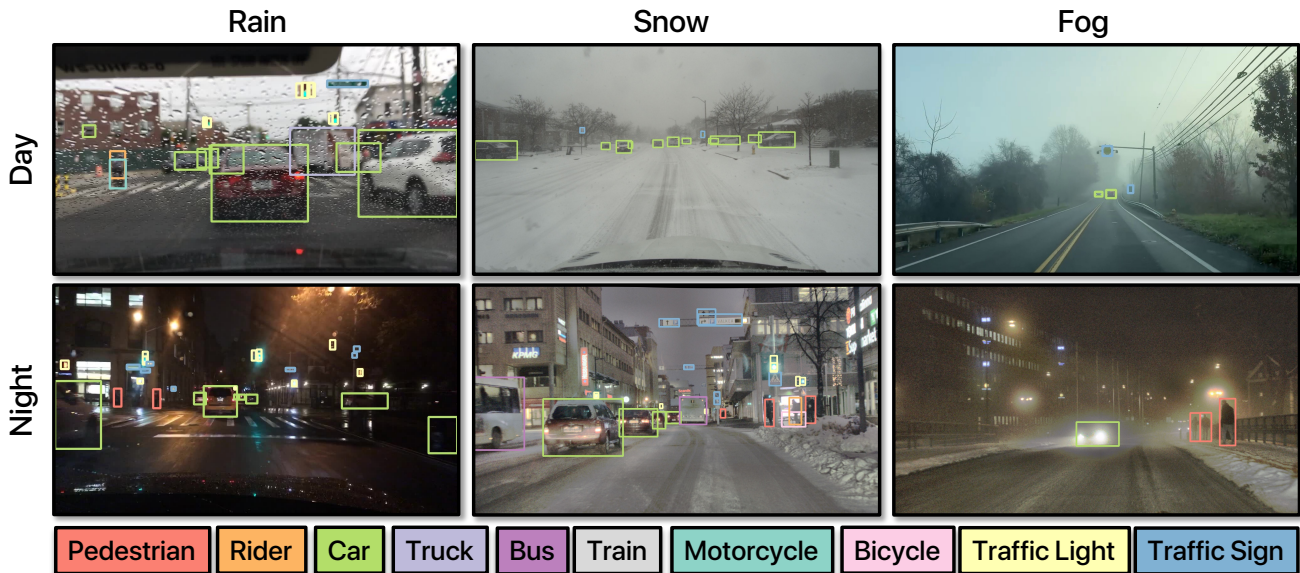 Rain Snow Fog
Day
KPMG
Night
Pedestrian Rider Car Truck Bus Train Motorcycle Bicycle Traffic Light Traffic Sign